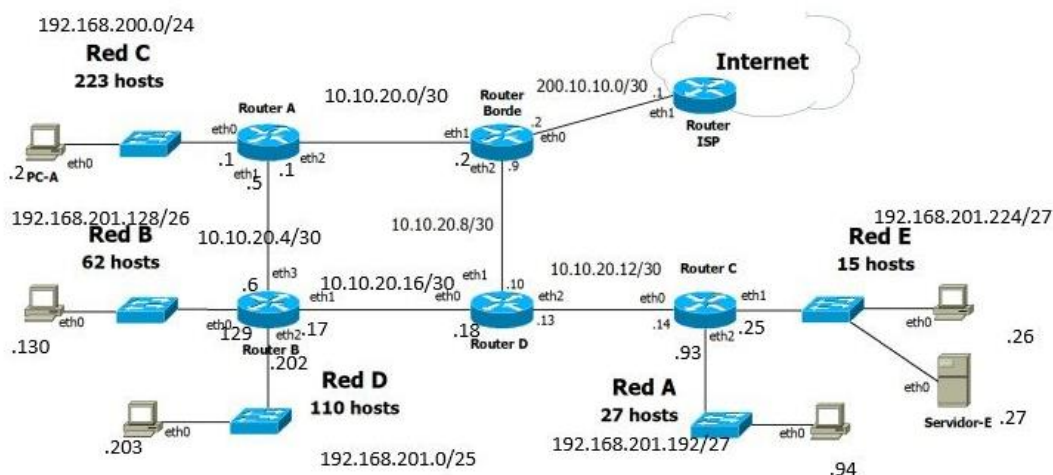 192.168.200.0/24
Red C
223 hosts
10.10.20.0/30
Router A
eth0
.1
eth1
.5
.1
eth2
.2
PC-A
eth0
Router
Borde
eth1
.2
eth2
.9
.2
eth0
200.10.10.0/30
Internet
.1
eth1
Router
ISP
192.168.201.128/26
Red B
62 hosts
10.10.20.4/30
10.10.20.8/30
192.168.201.224/27
Red E
15 hosts
.6
eth3
10.10.20.16/30
eth1
eth1
.10
10.10.20.12/30
Router C
eth0
.130
eth0
129
eth2
.17
Router B
.202
eth0
.18
Router D
eth2
.13
eth0
.14
eth1
.25
eth2
.93
eth0
.26
Red D
110 hosts
Red A
27 hosts
eth0
Servidor-E
.27
eth0
.203
192.168.201.0/25
192.168.201.192/27
eth0
.94